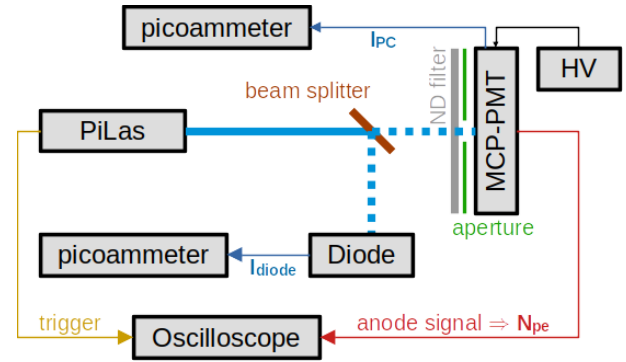 picoammeter
I_PC
HV
ND filter
MCP-PMT
beam splitter
PiLas
aperture
picoammeter
I_diode
Diode
trigger
Oscilloscope
anode signal ⇒ N_pe